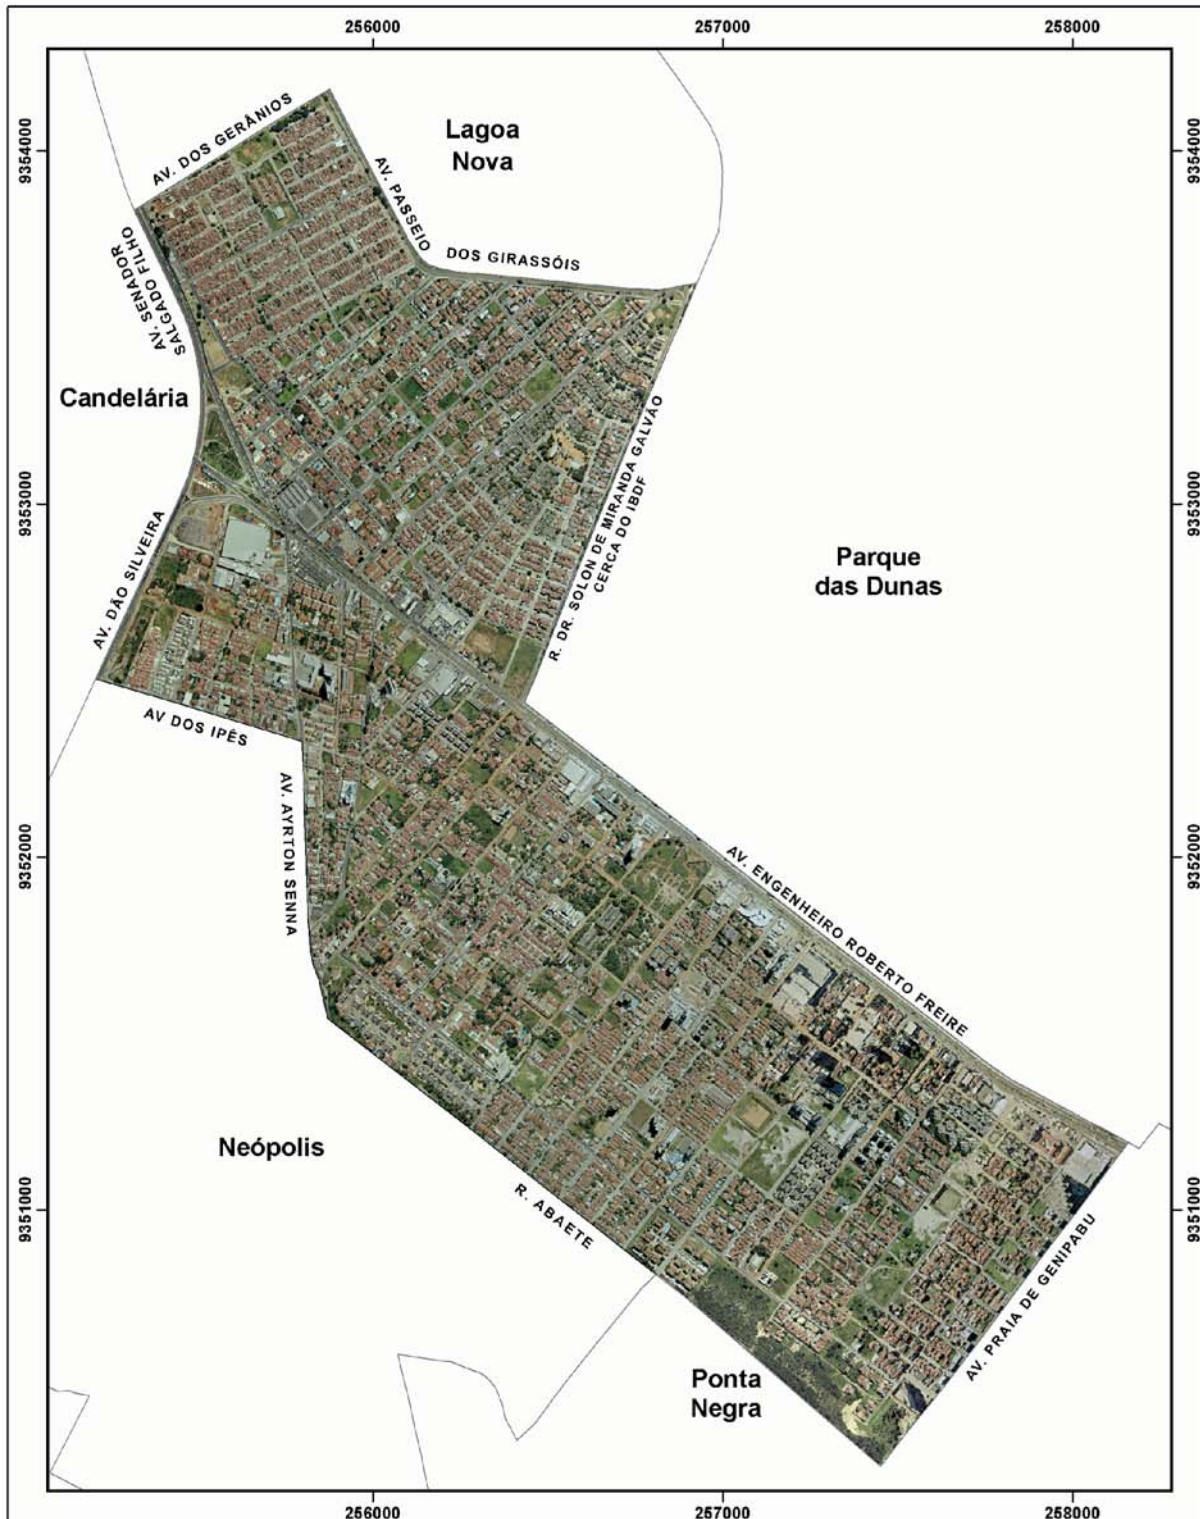 256000
257000
258000
9354000
9354000
AV. DOS GERÂNIOS
Lagoa
Nova
AV. PASSEIO
DOS GIRASSÓIS
AV. SENADOR
SALGADO FILHO
Candelária
R. DR. SOLON DE MIRANDA GALVÃO
CERCA DO IBDF
9353000
9353000
AV. DÃO SILVEIRA
Parque
das Dunas
AV DOS IPÊS
AV. AYRTON SENNA
9352000
9352000
AV. ENGENHEIRO ROBERTO FREIRE
Neópolis
R. ABAETE
9351000
9351000
AV. PRAIA DE GENIPABU
Ponta
Negra
256000
257000
258000